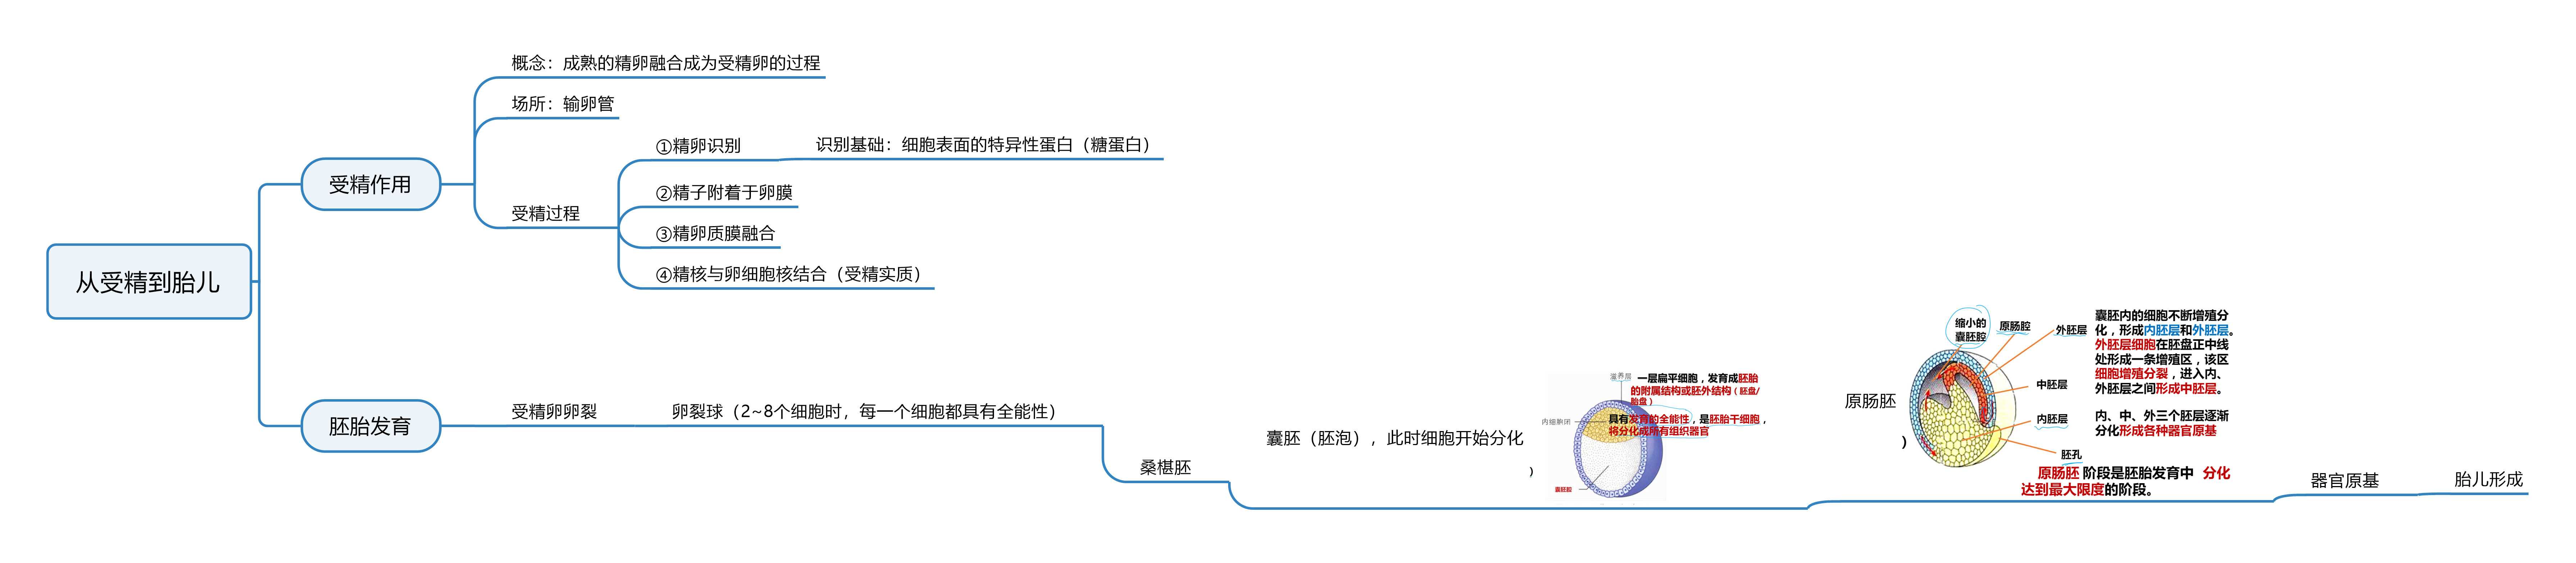 从受精到胎儿
受精作用
概念：成熟的精卵融合成为受精卵的过程
场所：输卵管
受精过程
①精卵识别
识别基础：细胞表面的特异性蛋白（糖蛋白）
②精子附着于卵膜
③精卵质膜融合
④精核与卵细胞核结合（受精实质）
胚胎发育
受精卵卵裂
卵裂球（2~8个细胞时，每一个细胞都具有全能性）
桑椹胚
囊胚（胚泡），此时细胞开始分化
）
滋养层
一层扁平细胞，发育成胚胎
的附属结构或胚外结构（胚盘/
胎盘）
内细胞团
具有发育的全能性，是胚胎干细胞，
将分化成所有组织器官
囊胚腔
原肠胚
）
缩小的
囊胚腔
原肠腔
外胚层
中胚层
内胚层
胚孔
囊胚内的细胞不断增殖分
化，形成内胚层和外胚层。
外胚层细胞在胚盘正中线
处形成一条增殖区，该区
细胞增殖分裂，进入内、
外胚层之间形成中胚层。
内、中、外三个胚层逐渐
分化形成各种器官原基
原肠胚 阶段是胚胎发育中 分化
达到最大限度的阶段。
器官原基
胎儿形成